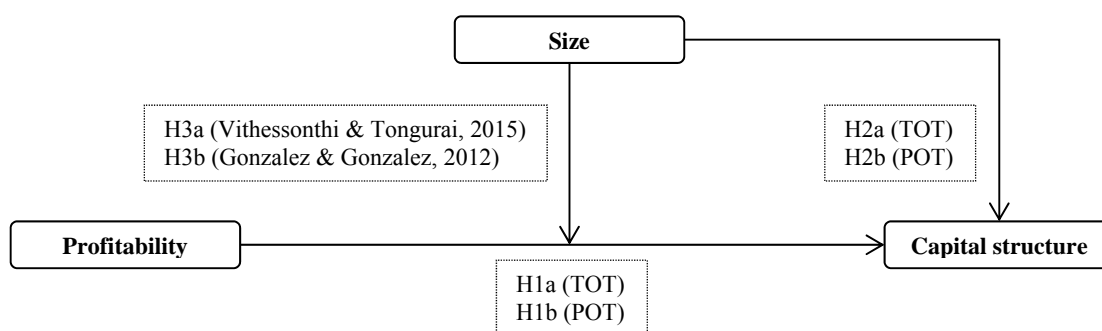 Size
H3a (Vithessonthi & Tongurai, 2015)
H3b (Gonzalez & Gonzalez, 2012)
H2a (TOT)
H2b (POT)
Profitability
Capital structure
H1a (TOT)
H1b (POT)